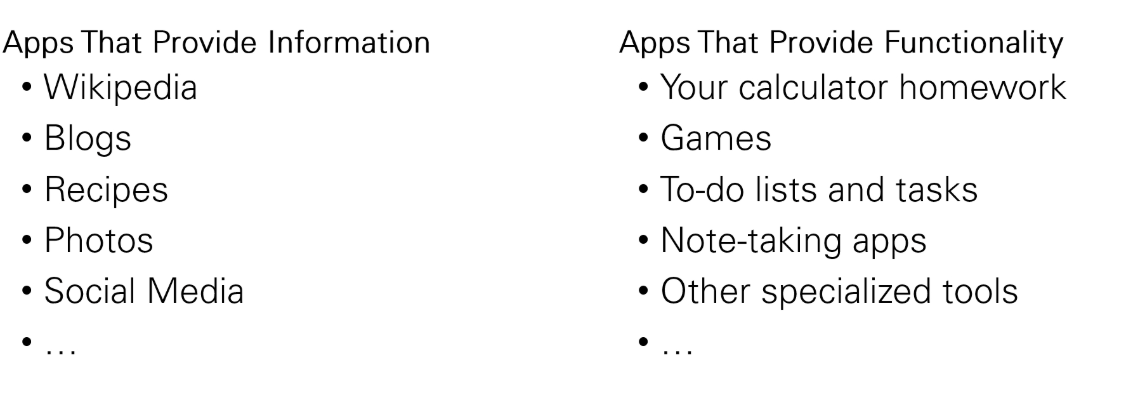 Apps That Provide Information
• Wikipedia
• Blogs
• Recipes
• Photos
• Social Media
• …
Apps That Provide Functionality
• Your calculator homework
• Games
• To-do lists and tasks
• Note-taking apps
• Other specialized tools
• …